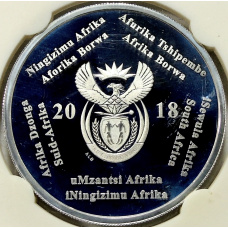 Ningizimu Afrika
Aforika Borwa
Afurika Tshipembe
Afrika Borwa
iSewula Afrika
South Africa
Afrika Dzonga
Suid-Afrika
20 18
uMzantsi Afrika
iNingizimu Afrika